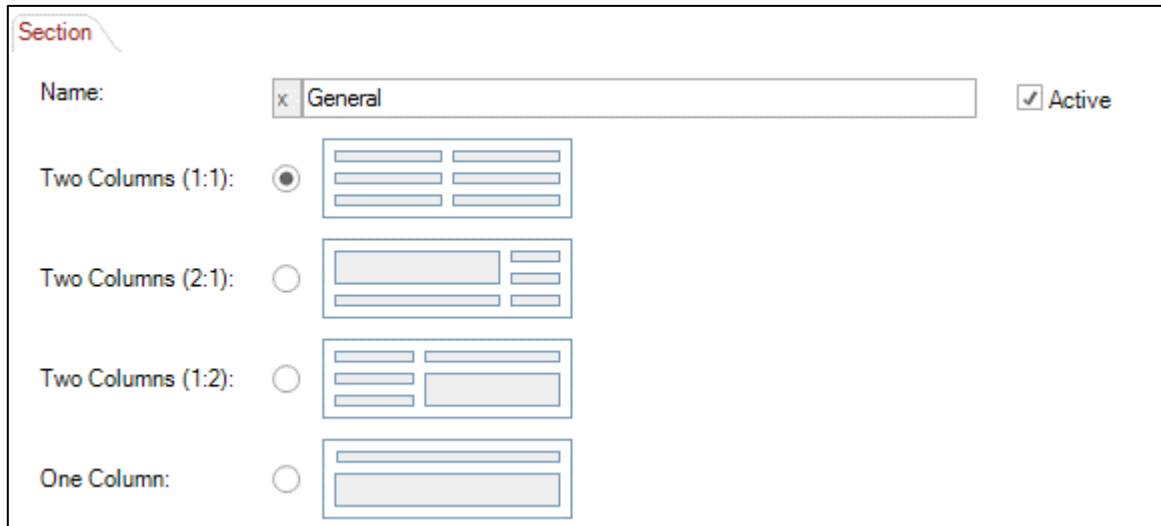 Section
Name: x General Active
Two Columns (1:1):
Two Columns (2:1):
Two Columns (1:2):
One Column: